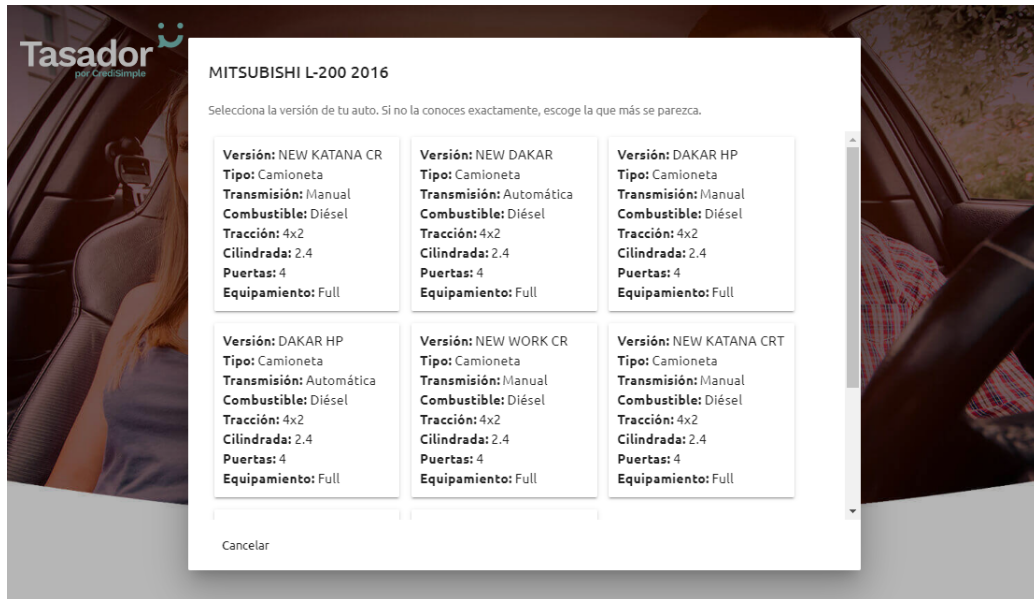 Tasador
por CrediSimple
MITSUBISHI L-200 2016
Selecciona la versión de tu auto. Si no la conoces exactamente, escoge la que más se parezca.
Versión: NEW KATANA CR
Tipo: Camioneta
Transmisión: Manual
Combustible: Diésel
Tracción: 4x2
Cilindrada: 2.4
Puertas: 4
Equipamiento: Full
Versión: NEW DAKAR
Tipo: Camioneta
Transmisión: Automática
Combustible: Diésel
Tracción: 4x2
Cilindrada: 2.4
Puertas: 4
Equipamiento: Full
Versión: DAKAR HP
Tipo: Camioneta
Transmisión: Manual
Combustible: Diésel
Tracción: 4x2
Cilindrada: 2.4
Puertas: 4
Equipamiento: Full
Versión: DAKAR HP
Tipo: Camioneta
Transmisión: Automática
Combustible: Diésel
Tracción: 4x2
Cilindrada: 2.4
Puertas: 4
Equipamiento: Full
Versión: NEW WORK CR
Tipo: Camioneta
Transmisión: Manual
Combustible: Diésel
Tracción: 4x2
Cilindrada: 2.4
Puertas: 4
Equipamiento: Full
Versión: NEW KATANA CRT
Tipo: Camioneta
Transmisión: Manual
Combustible: Diésel
Tracción: 4x2
Cilindrada: 2.4
Puertas: 4
Equipamiento: Full
Cancelar